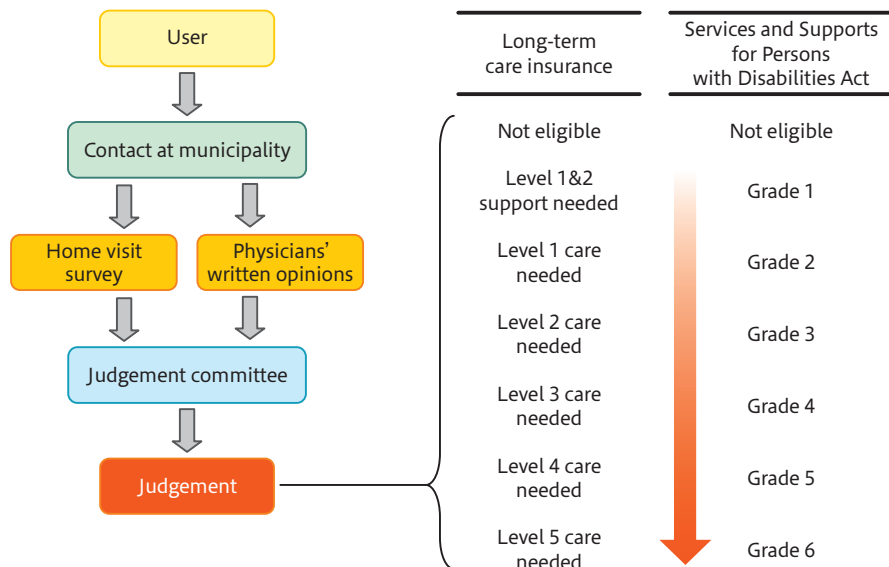 User
Contact at municipality
Home visit
survey
Physicians’
written opinions
Judgement committee
Judgement
Long-term
care insurance
Not eligible
Level 1&2
support needed
Level 1 care
needed
Level 2 care
needed
Level 3 care
needed
Level 4 care
needed
Level 5 care
needed
Services and Supports
for Persons
with Disabilities Act
Not eligible
Grade 1
Grade 2
Grade 3
Grade 4
Grade 5
Grade 6